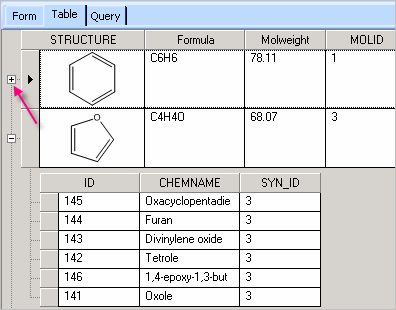 Form Table Query
STRUCTURE Formula Molweight MOLID
C6H6 78.11 1
O
C4H4O 68.07 3
ID CHEMNAME SYN_ID
145 Oxacyclopentadie 3
144 Furan 3
143 Divinylene oxide 3
142 Tetrole 3
146 1,4-epoxy-1,3-but 3
141 Oxole 3